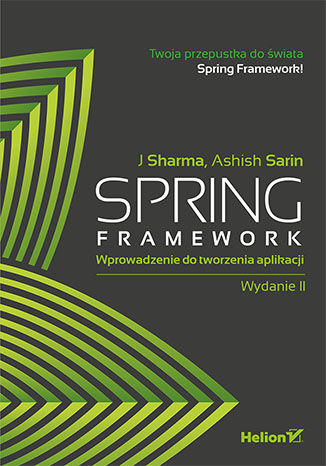 Twoja przepustka do świata
Spring Framework!
J Sharma, Ashish Sarin
SPRING
FRAMEWORK
Wprowadzenie do tworzenia aplikacji
Wydanie II
Helion